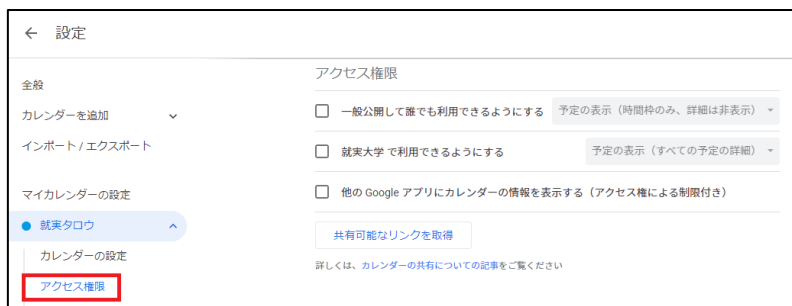 ← 設定
全般
カレンダーを追加
インポート / エクスポート
マイカレンダーの設定
就実タロウ
カレンダーの設定
アクセス権限
アクセス権限
一般公開して誰でも利用できるようにする 予定の表示（時間枠のみ、詳細は非表示）
就実大学 で利用できるようにする 予定の表示（すべての予定の詳細）
他の Google アプリにカレンダーの情報を表示する（アクセス権による制限付き）
共有可能なリンクを取得
詳しくは、カレンダーの共有についての記事をご覧ください